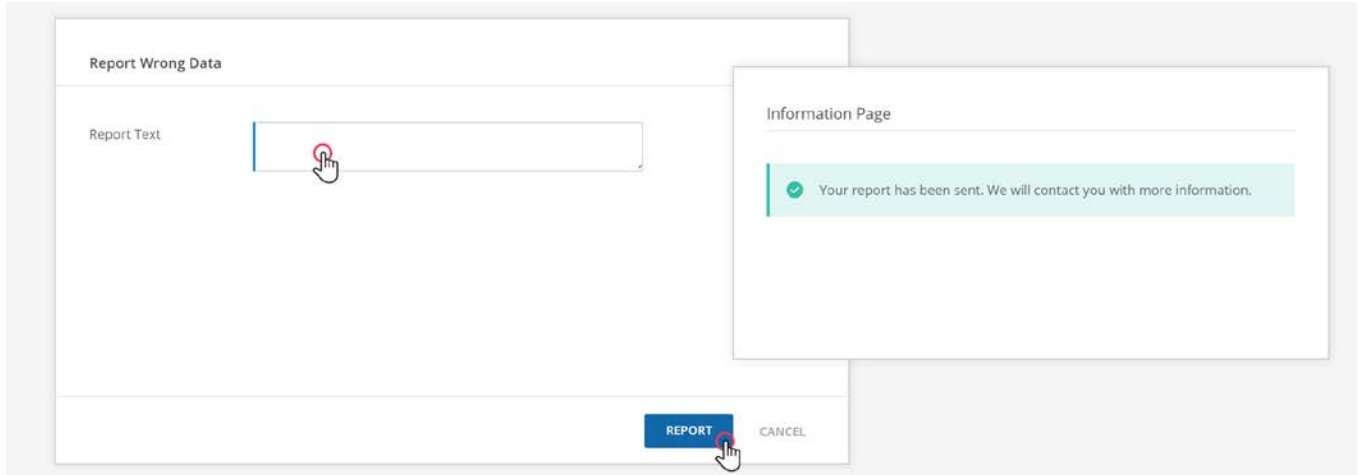 Report Wrong Data
Report Text
REPORT
CANCEL
Information Page
Your report has been sent. We will contact you with more information.